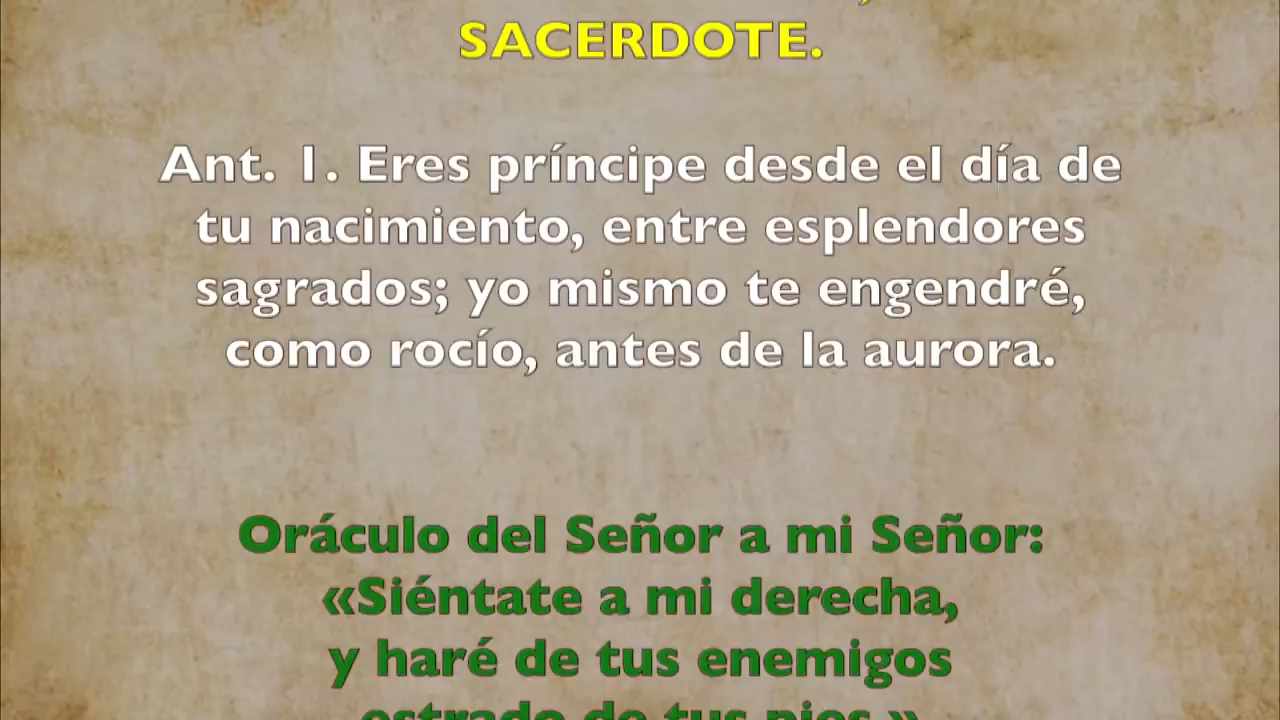 SACERDOTE.
Ant. 1. Eres príncipe desde el día de
tu nacimiento, entre esplendores
sagrados; yo mismo te engendré,
como rocío, antes de la aurora.
Oráculo del Señor a mi Señor:
«Siéntate a mi derecha,
y haré de tus enemigos
estrado de tus pies.»